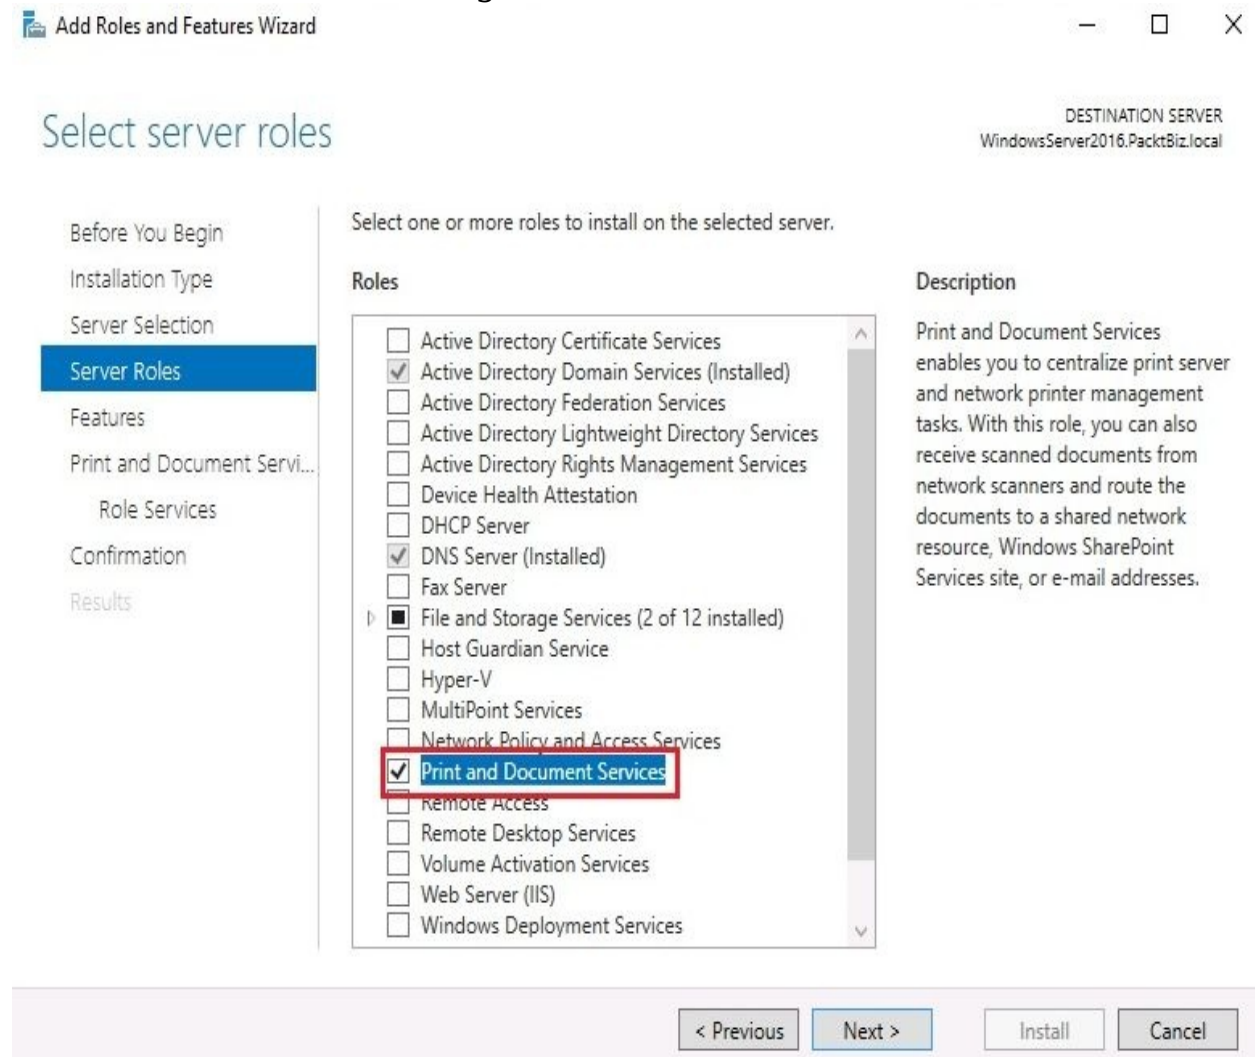 Add Roles and Features Wizard
Select server roles
DESTINATION SERVER
WindowsServer2016.PacktBiz.local
Before You Begin
Installation Type
Server Selection
Server Roles
Features
Print and Document Servi...
Role Services
Confirmation
Results
Select one or more roles to install on the selected server.
Roles
Active Directory Certificate Services
Active Directory Domain Services (Installed)
Active Directory Federation Services
Active Directory Lightweight Directory Services
Active Directory Rights Management Services
Device Health Attestation
DHCP Server
DNS Server (Installed)
Fax Server
File and Storage Services (2 of 12 installed)
Host Guardian Service
Hyper-V
MultiPoint Services
Network Policy and Access Services
Print and Document Services
Remote Access
Remote Desktop Services
Volume Activation Services
Web Server (IIS)
Windows Deployment Services
Description
Print and Document Services
enables you to centralize print server
and network printer management
tasks. With this role, you can also
receive scanned documents from
network scanners and route the
documents to a shared network
resource, Windows SharePoint
Services site, or e-mail addresses.
< Previous
Next >
Install
Cancel